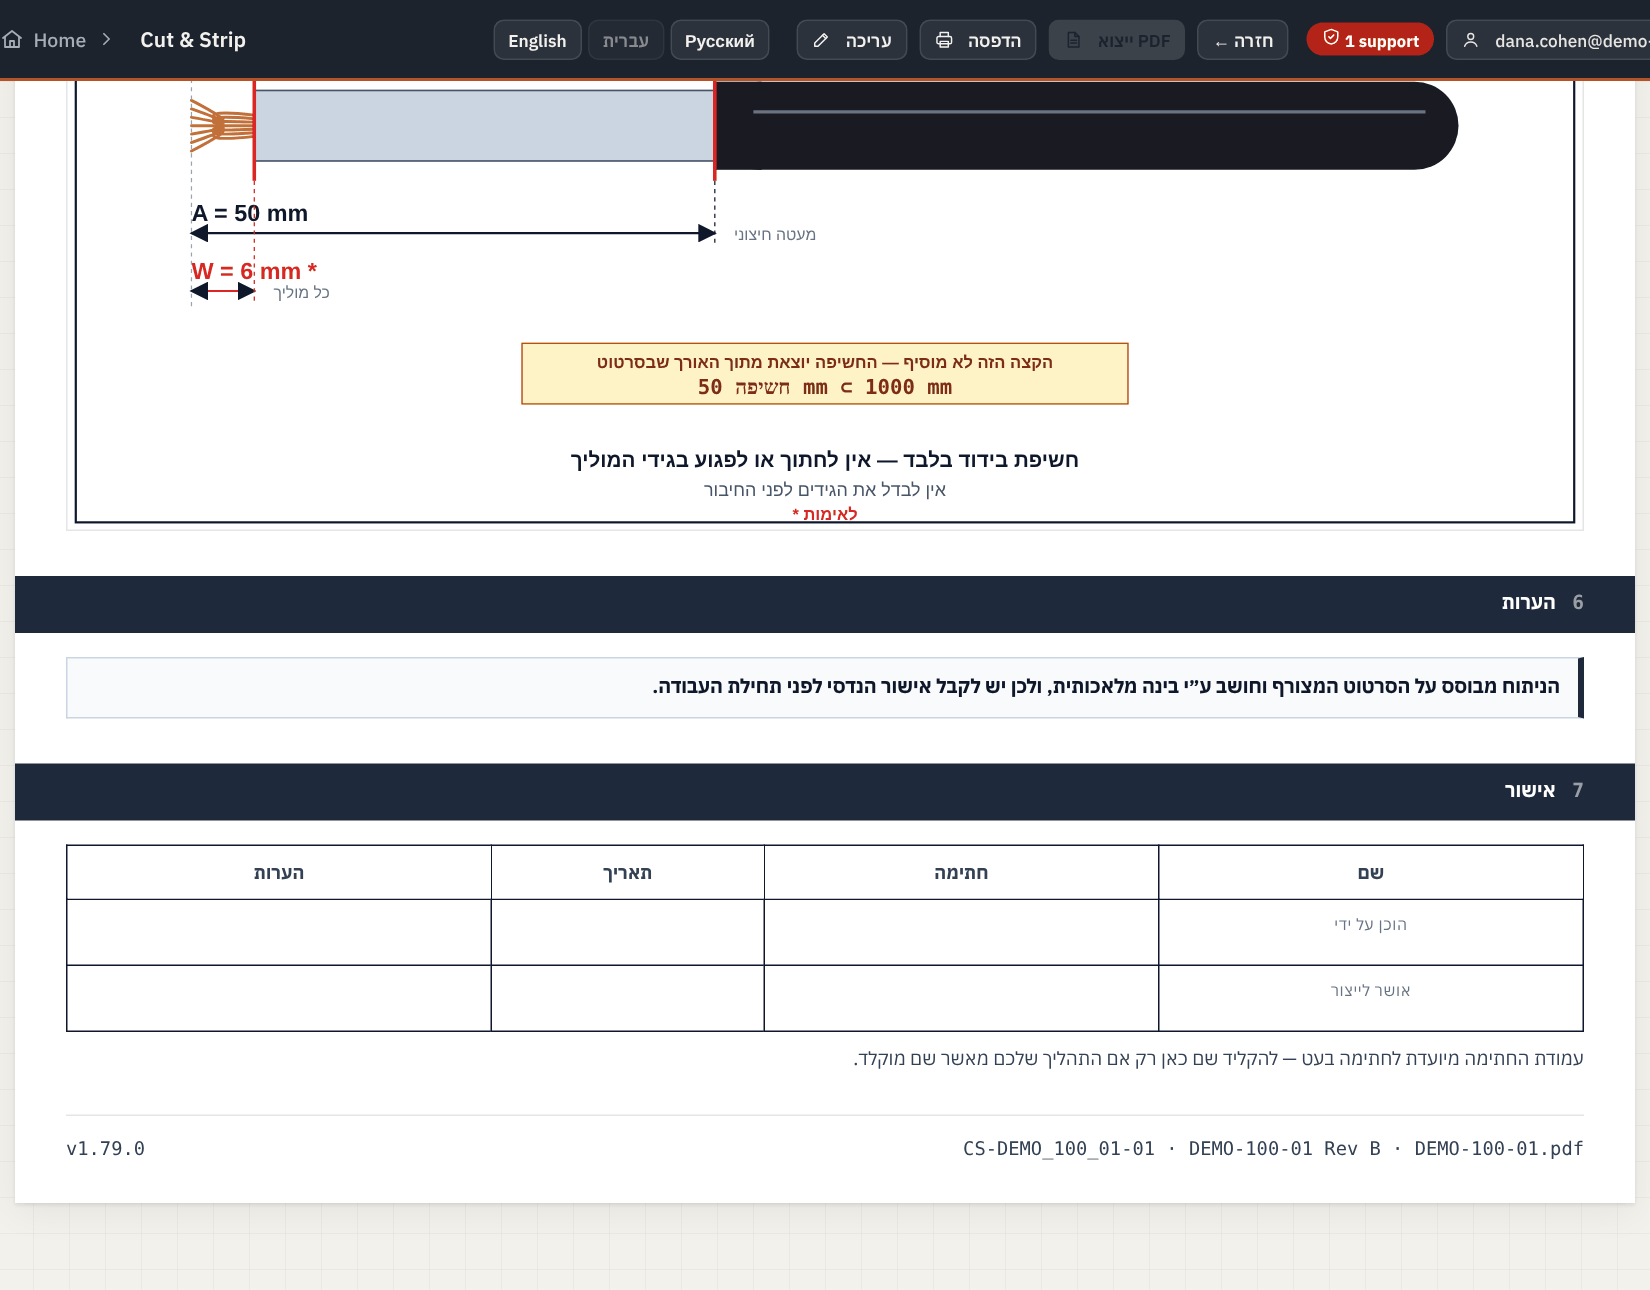 Home > Cut & Strip
English
עברית
Русский
עריכה
הדפסה
ייצוא PDF
חזרה ←
1 support
dana.cohen@demo-
A = 50 mm
מעטה חיצוני
W = 6 mm *
כל מוליך
הקצה הזה לא מוסיף — החשיפה יוצאת מתוך האורך שבסרטוט
50 חשיפה mm ⊂ 1000 mm
חשיפת בידוד בלבד — אין לחתוך או לפגוע בגידי המוליך
אין לבדל את הגידים לפני החיבור
* לאימות
6 הערות
הניתוח מבוסס על הסרטוט המצורף וחושב ע״י בינה מלאכותית, ולכן יש לקבל אישור הנדסי לפני תחילת העבודה.
7 אישור
שם חתימה תאריך הערות
הוכן על ידי
אושר לייצור
עמודת החתימה מיועדת לחתימה בעט — להקליד שם כאן רק אם התהליך שלכם מאשר שם מוקלד.
CS-DEMO_100_01-01 · DEMO-100-01 Rev B · DEMO-100-01.pdf
v1.79.0